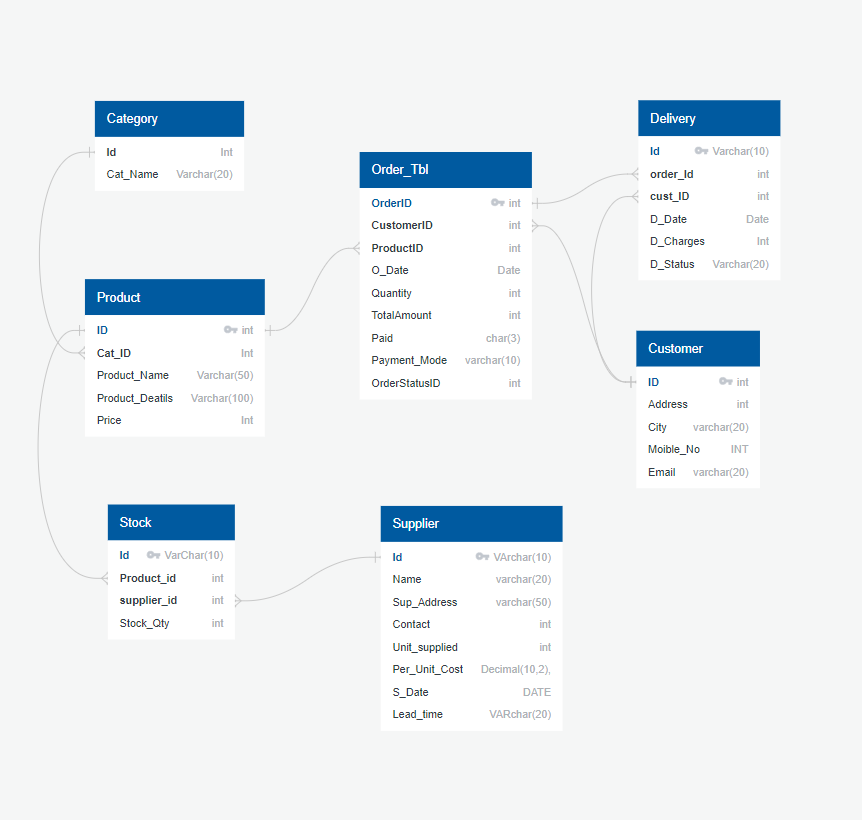 Category
Id Int
Cat_Name Varchar(20)
Product
ID int
Cat_ID Int
Product_Name Varchar(50)
Product_Deatils Varchar(100)
Price Int
Stock
Id VarChar(10)
Product_id int
supplier_id int
Stock_Qty int
Order_Tbl
OrderID int
CustomerID int
ProductID int
O_Date Date
Quantity int
TotalAmount int
Paid char(3)
Payment_Mode varchar(10)
OrderStatusID int
Supplier
Id VArchar(10)
Name varchar(20)
Sup_Address varchar(50)
Contact int
Unit_supplied int
Per_Unit_Cost Decimal(10,2),
S_Date DATE
Lead_time VARchar(20)
Delivery
Id Varchar(10)
order_Id int
cust_ID int
D_Date Date
D_Charges Int
D_Status Varchar(20)
Customer
ID int
Address int
City varchar(20)
Moible_No INT
Email varchar(20)